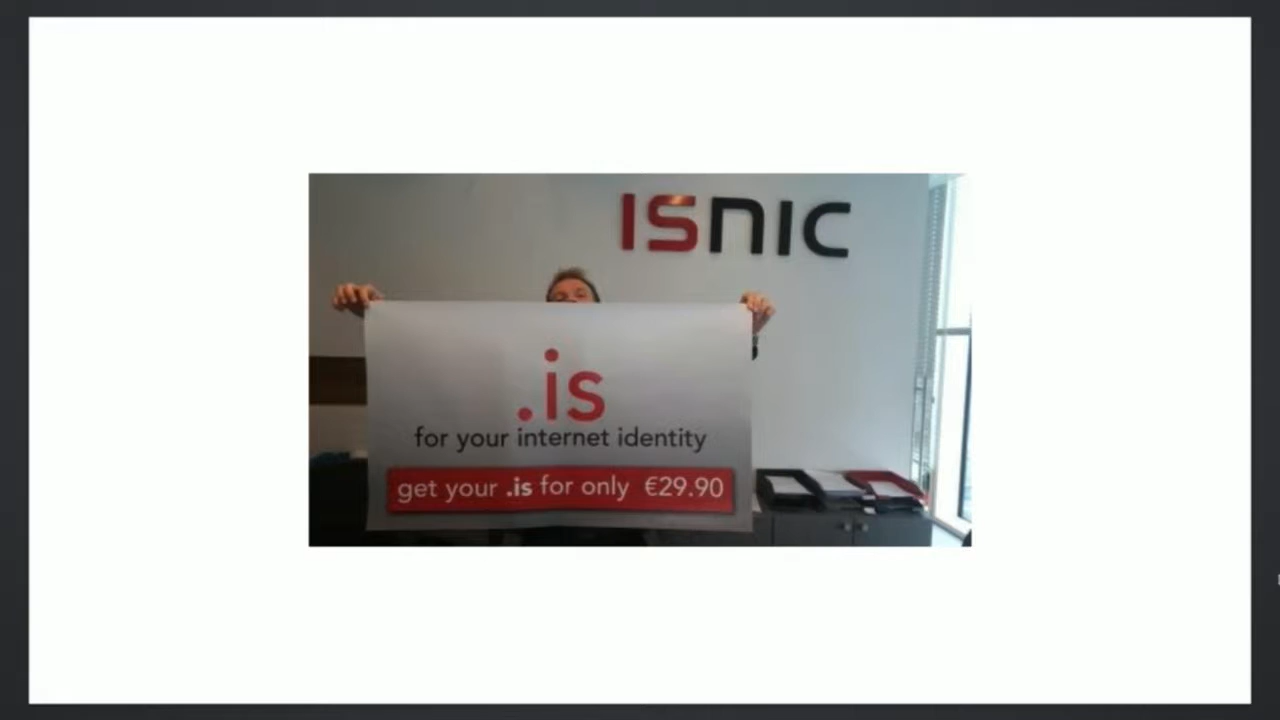 ISNIC
.is
for your internet identity
get your .is for only €29.90